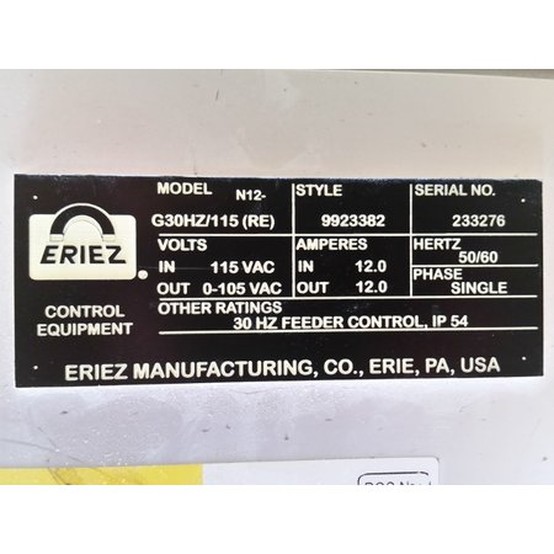 MODEL N12-
G30HZ/115 (RE)
STYLE
9923382
SERIAL NO.
233276
ERIEZ
CONTROL
EQUIPMENT
VOLTS
IN 115 VAC
OUT 0-105 VAC
AMPERES
IN 12.0
OUT 12.0
HERTZ
50/60
PHASE
SINGLE
OTHER RATINGS
30 HZ FEEDER CONTROL, IP 54
ERIEZ MANUFACTURING, CO., ERIE, PA, USA